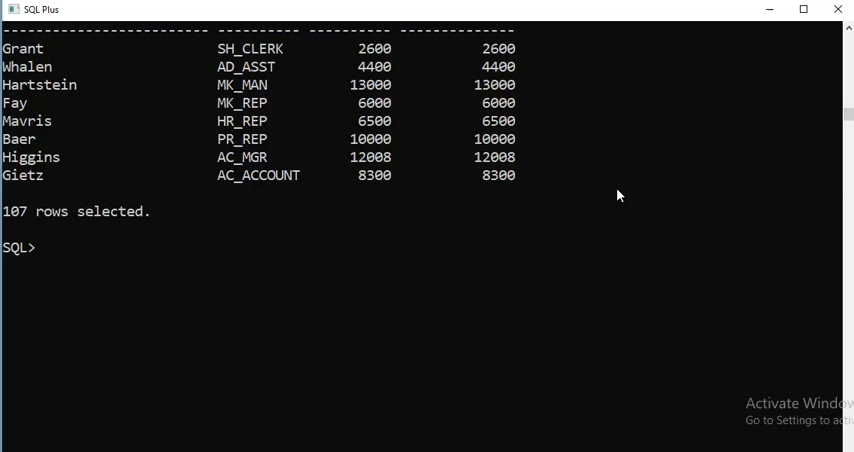 SQL Plus
------------------------- ---------- ---------- --------------
Grant                     SH_CLERK         2600           2600
Whalen                    AD_ASST          4400           4400
Hartstein                 MK_MAN          13000          13000
Fay                       MK_REP           6000           6000
Mavris                    HR_REP           6500           6500
Baer                      PR_REP          10000          10000
Higgins                   AC_MGR          12008          12008
Gietz                     AC_ACCOUNT       8300           8300
107 rows selected.
SQL>
Activate Window
Go to Settings to activ